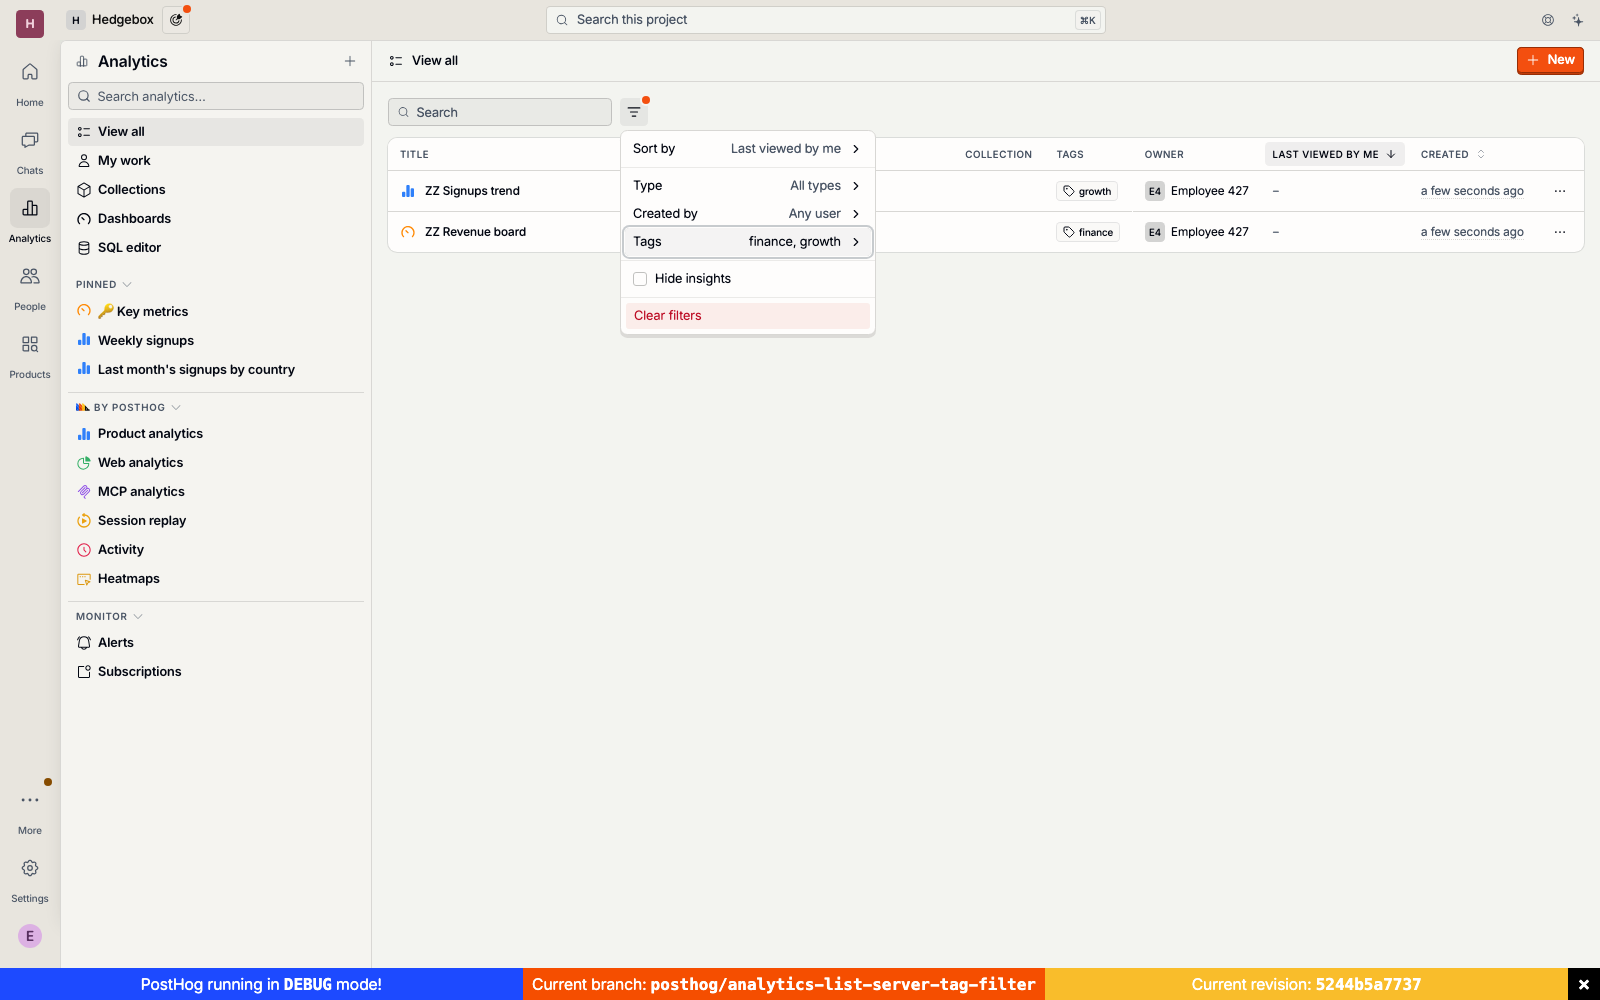 H
H Hedgebox
Search this project
⌘K
Home
Chats
Analytics
People
Products
More
Settings
E
Analytics
Search analytics...
View all
My work
Collections
Dashboards
SQL editor
PINNED
🔑 Key metrics
Weekly signups
Last month's signups by country
BY POSTHOG
Product analytics
Web analytics
MCP analytics
Session replay
Activity
Heatmaps
MONITOR
Alerts
Subscriptions
View all
+ New
Search
TITLE COLLECTION TAGS OWNER LAST VIEWED BY ME ↓ CREATED
ZZ Signups trend growth E4 Employee 427 – a few seconds ago ...
ZZ Revenue board finance E4 Employee 427 – a few seconds ago ...
Sort by Last viewed by me
Type All types
Created by Any user
Tags finance, growth
Hide insights
Clear filters
PostHog running in DEBUG mode!
Current branch: posthog/analytics-list-server-tag-filter
Current revision: 5244b5a7737